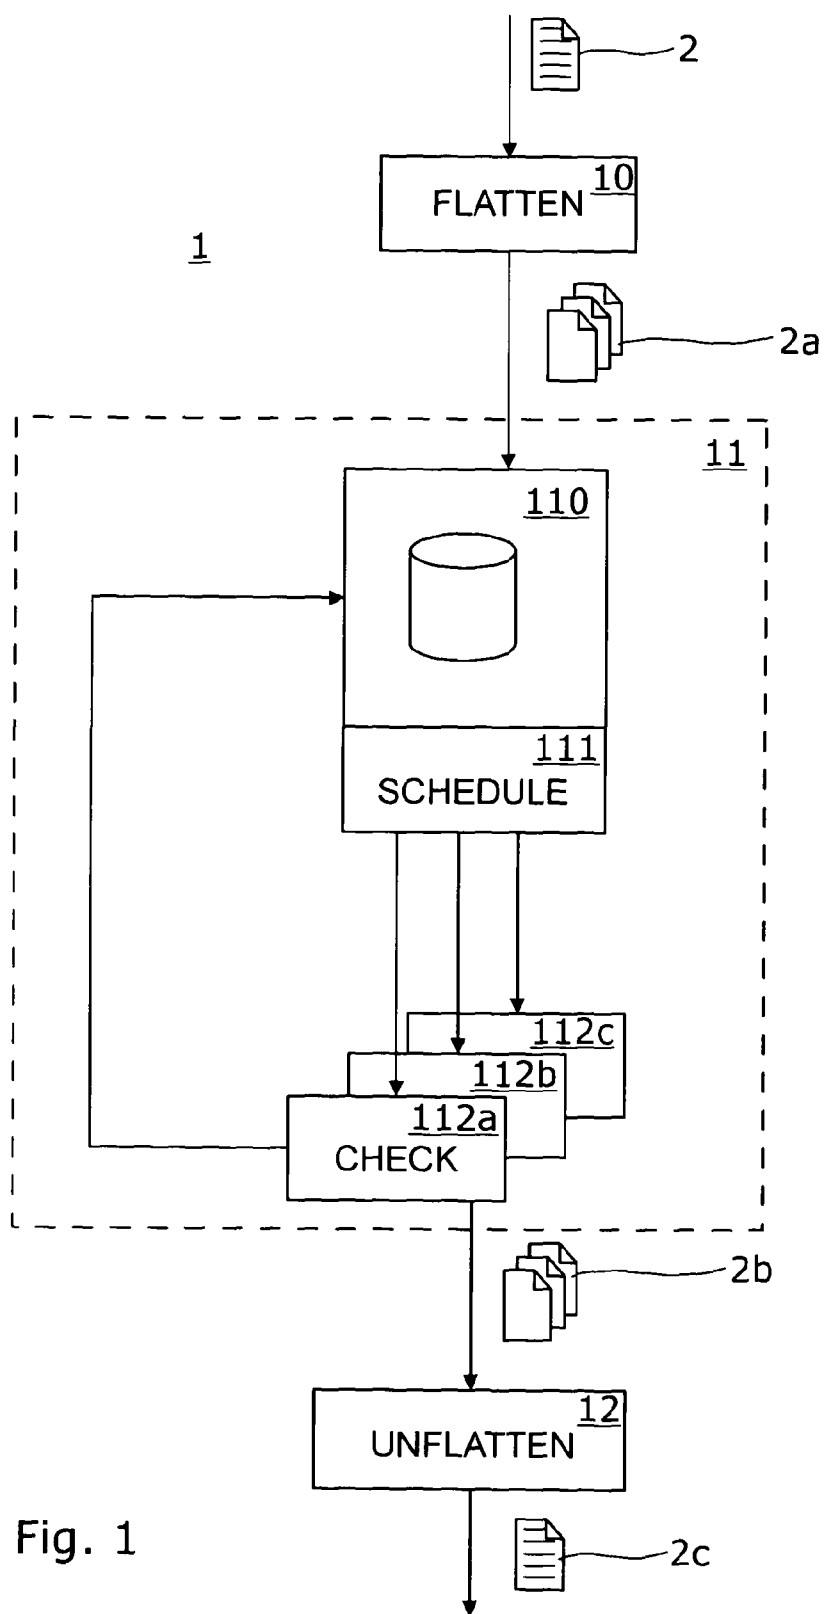 2
10
FLATTEN
1
2a
11
110
111
SCHEDULE
112c
112b
112a
CHECK
2b
12
UNFLATTEN
Fig. 1
2c